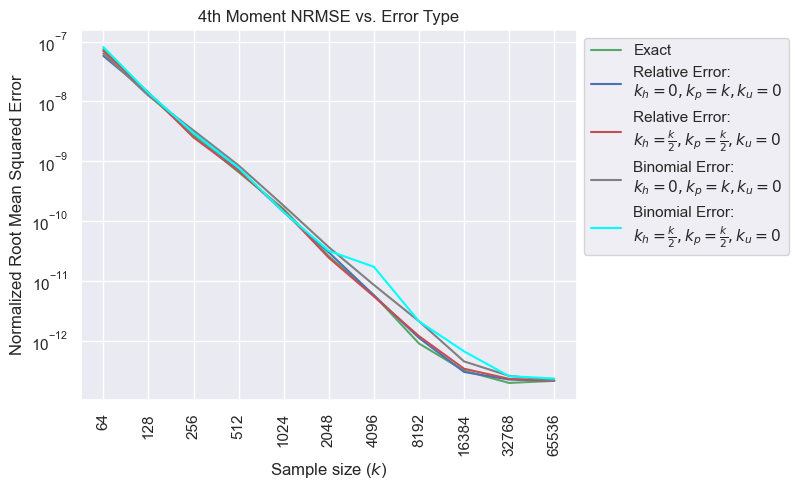 4th Moment NRMSE vs. Error Type
Normalized Root Mean Squared Error
10⁻⁷
10⁻⁸
10⁻⁹
10⁻¹⁰
10⁻¹¹
10⁻¹²
64
128
256
512
1024
2048
4096
8192
16384
32768
65536
Sample size (k)
Exact
Relative Error:
k_h = 0, k_p = k, k_u = 0
Relative Error:
k_h = k/2, k_p = k/2, k_u = 0
Binomial Error:
k_h = 0, k_p = k, k_u = 0
Binomial Error:
k_h = k/2, k_p = k/2, k_u = 0